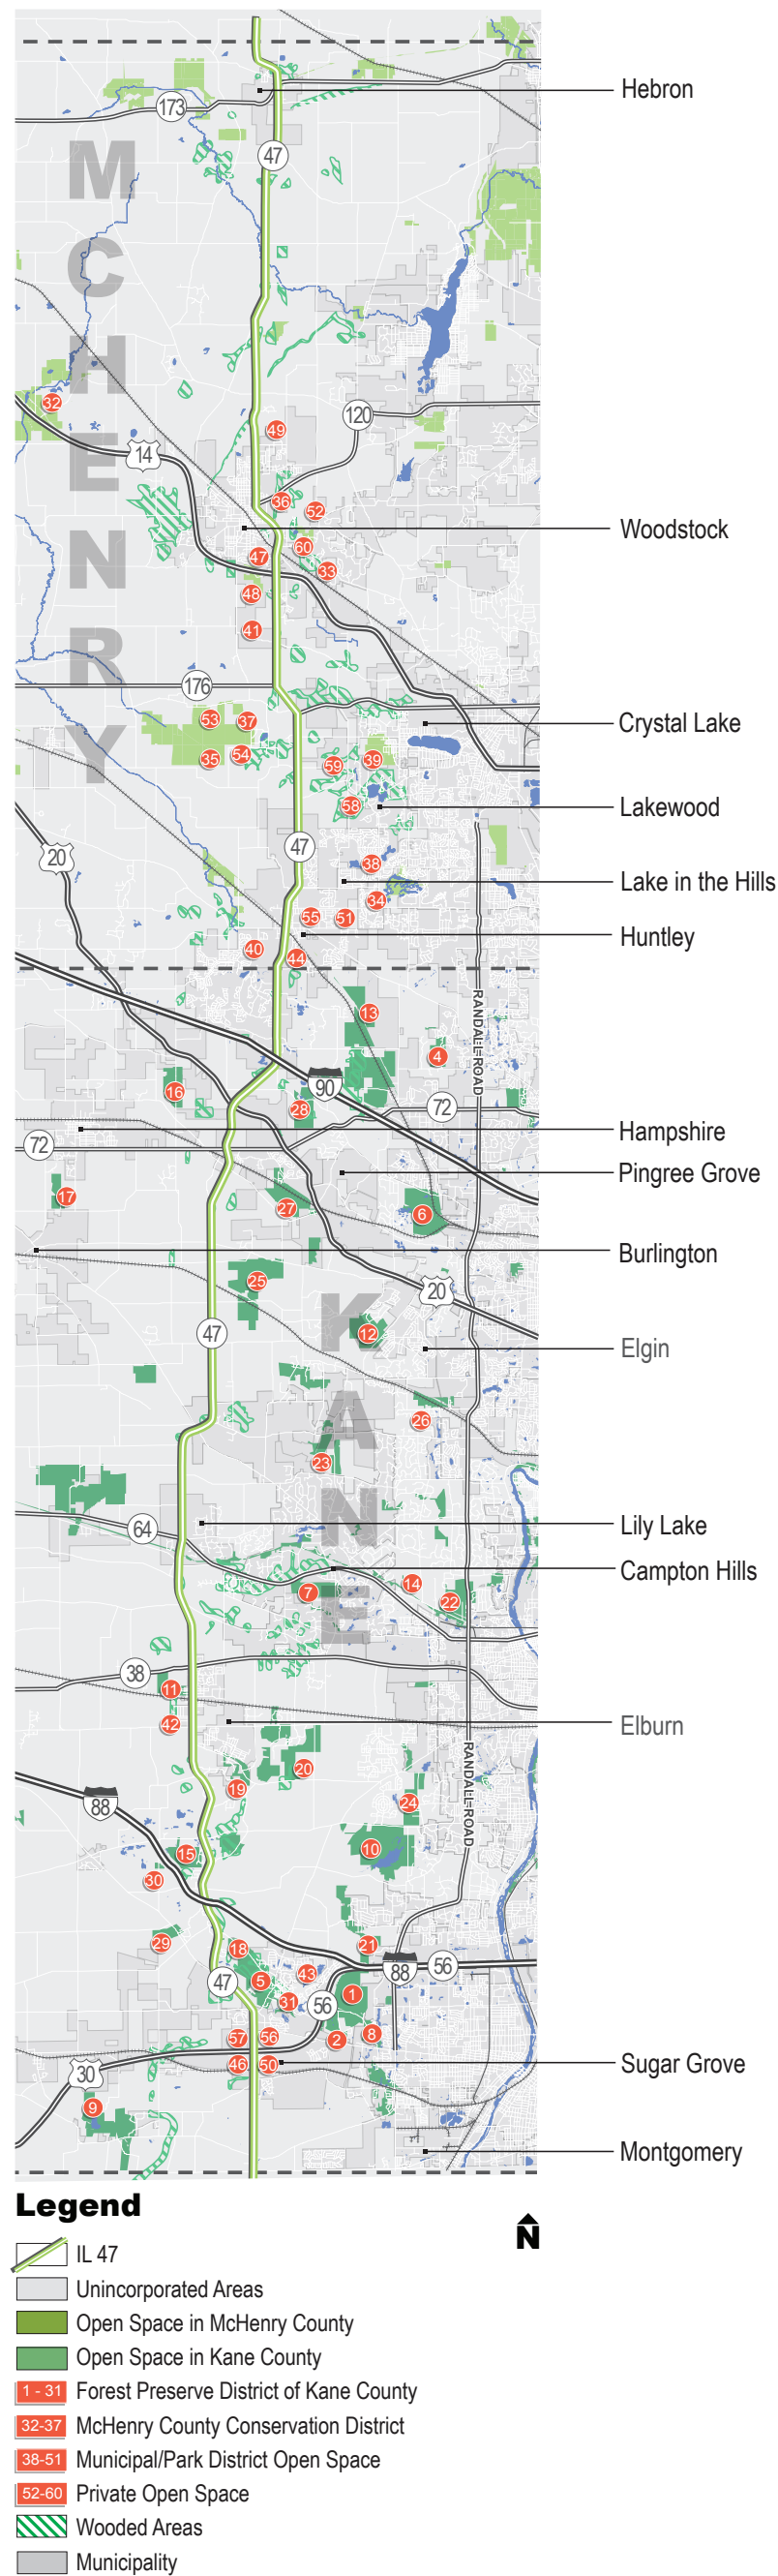 Hebron
173
47
MCHENRY
32
120
49
14
36
52
Woodstock
60
47
33
48
41
176
53
37
Crystal Lake
54
35
39
59
58
Lakewood
47
20
38
Lake in the Hills
34
55
51
Huntley
40
44
13
RANDALL ROAD
4
90
16
28
72
Hampshire
72
Pingree Grove
17
27
6
Burlington
25
20
KANE
47
12
Elgin
26
23
Lily Lake
64
Campton Hills
14
7
22
38
11
42
Elburn
20
RANDALL ROAD
19
24
88
10
15
30
29
18
21
56
88
47
5
43
1
31
56
8
57
56
2
46
50
Sugar Grove
30
9
Montgomery
Legend
N
IL 47
Unincorporated Areas
Open Space in McHenry County
Open Space in Kane County
1 - 31 Forest Preserve District of Kane County
32-37 McHenry County Conservation District
38-51 Municipal/Park District Open Space
52-60 Private Open Space
Wooded Areas
Municipality